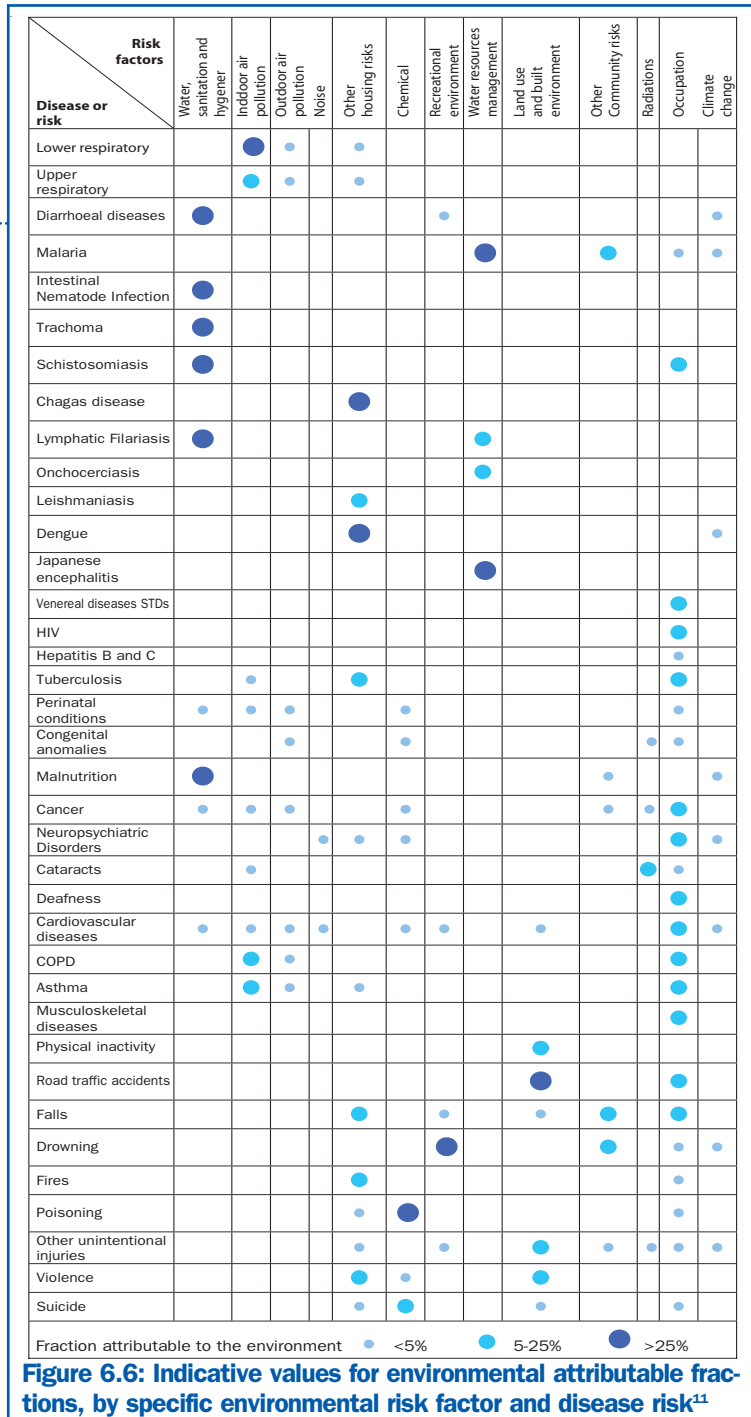 Risk
factors
Disease or
risk
Water,
sanitation and
hygener
Inddoor air
pollution
Outdoor air
pollution
Noise
Other
housing risks
Chemical
Recreational
environment
Water resources
management
Land use
and built
environment
Other
Community risks
Radiations
Occupation
Climate
change
Lower respiratory
Upper
respiratory
Diarrhoeal diseases
Malaria
Intestinal
Nematode Infection
Trachoma
Schistosomiasis
Chagas disease
Lymphatic Filariasis
Onchocerciasis
Leishmaniasis
Dengue
Japanese
encephalitis
Venereal diseases STDs
HIV
Hepatitis B and C
Tuberculosis
Perinatal
conditions
Congenital
anomalies
Malnutrition
Cancer
Neuropsychiatric
Disorders
Cataracts
Deafness
Cardiovascular
diseases
COPD
Asthma
Musculoskeletal
diseases
Physical inactivity
Road traffic accidents
Falls
Drowning
Fires
Poisoning
Other unintentional
injuries
Violence
Suicide
Fraction attributable to the environment <5% 5-25% >25%
Figure 6.6: Indicative values for environmental attributable frac-
tions, by specific environmental risk factor and disease risk¹¹